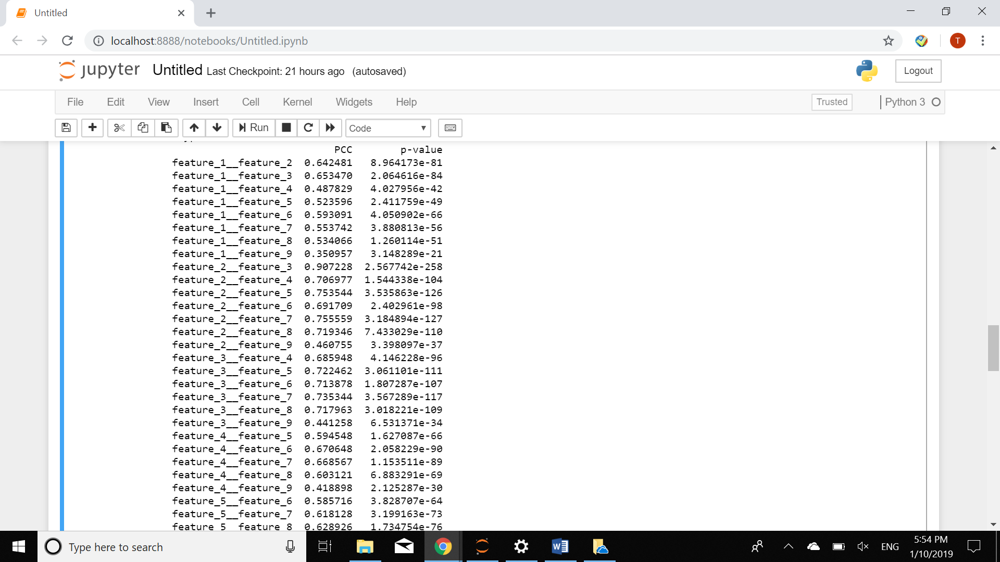 Untitled
localhost:8888/notebooks/Untitled.ipynb
T
jupyter Untitled Last Checkpoint: 21 hours ago (autosaved)
Logout
File Edit View Insert Cell Kernel Widgets Help
Trusted
Python 3
Run
Code
PCC p-value
feature_1__feature_2 0.642481 8.964173e-81
feature_1__feature_3 0.653470 2.064616e-84
feature_1__feature_4 0.487829 4.027956e-42
feature_1__feature_5 0.523596 2.411759e-49
feature_1__feature_6 0.593091 4.050902e-66
feature_1__feature_7 0.553742 3.880813e-56
feature_1__feature_8 0.534066 1.260114e-51
feature_1__feature_9 0.350957 3.148289e-21
feature_2__feature_3 0.907228 2.567742e-258
feature_2__feature_4 0.706977 1.544338e-104
feature_2__feature_5 0.753544 3.535863e-126
feature_2__feature_6 0.691709 2.402961e-98
feature_2__feature_7 0.755559 3.184894e-127
feature_2__feature_8 0.719346 7.433029e-110
feature_2__feature_9 0.460755 3.398097e-37
feature_3__feature_4 0.685948 4.146228e-96
feature_3__feature_5 0.722462 3.061101e-111
feature_3__feature_6 0.713878 1.807287e-107
feature_3__feature_7 0.735344 3.567289e-117
feature_3__feature_8 0.717963 3.018221e-109
feature_3__feature_9 0.441258 6.531371e-34
feature_4__feature_5 0.594548 1.627087e-66
feature_4__feature_6 0.670648 2.058229e-90
feature_4__feature_7 0.668567 1.153511e-89
feature_4__feature_8 0.603121 6.883291e-69
feature_4__feature_9 0.418898 2.125287e-30
feature_5__feature_6 0.585716 3.828707e-64
feature_5__feature_7 0.618128 3.199163e-73
feature_5__feature_8 0.628926 1.734754e-76
Type here to search
ENG
5:54 PM
1/10/2019